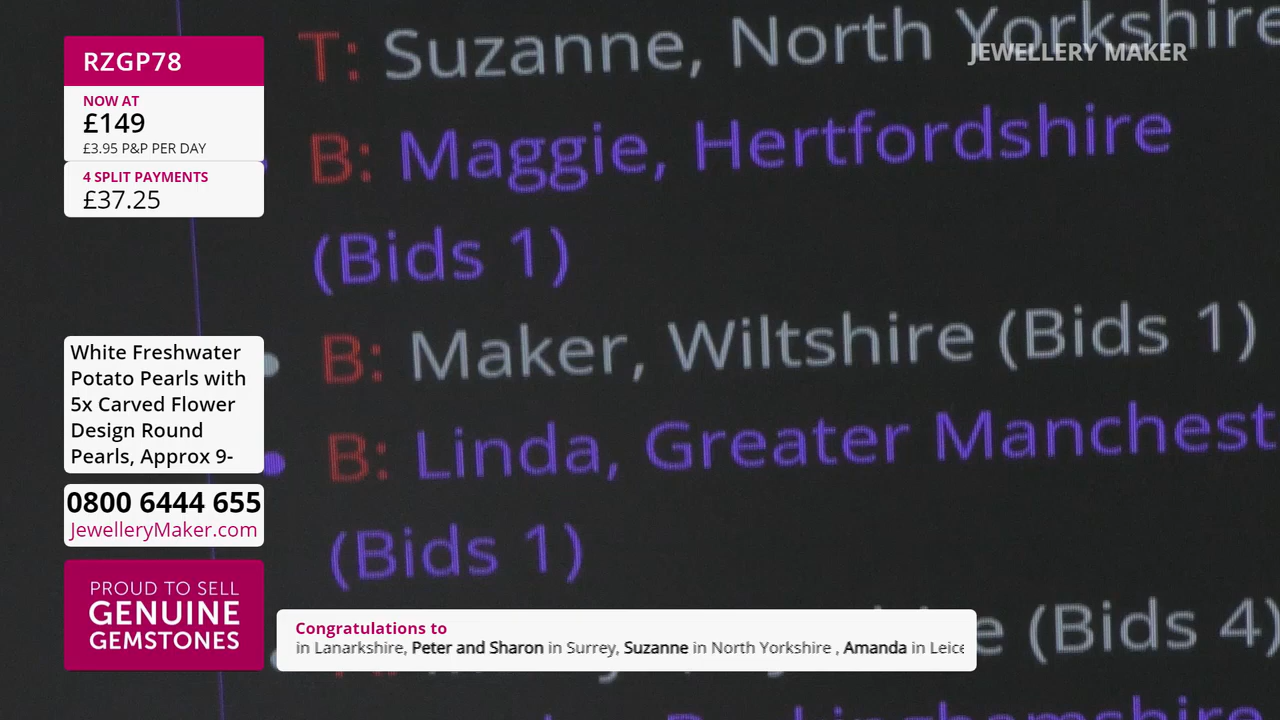 RZGP78
NOW AT
£149
£3.95 P&P PER DAY
4 SPLIT PAYMENTS
£37.25
White Freshwater
Potato Pearls with
5x Carved Flower
Design Round
Pearls, Approx 9-
0800 6444 655
JewelleryMaker.com
PROUD TO SELL
GENUINE
GEMSTONES
JEWELLERY MAKER
T: Suzanne, North Yorkshire
B: Maggie, Hertfordshire
(Bids 1)
B: Maker, Wiltshire (Bids 1)
B: Linda, Greater Manchest
(Bids 1)
(Bids 4)
Congratulations to
in Lanarkshire, Peter and Sharon in Surrey, Suzanne in North Yorkshire , Amanda in Leice